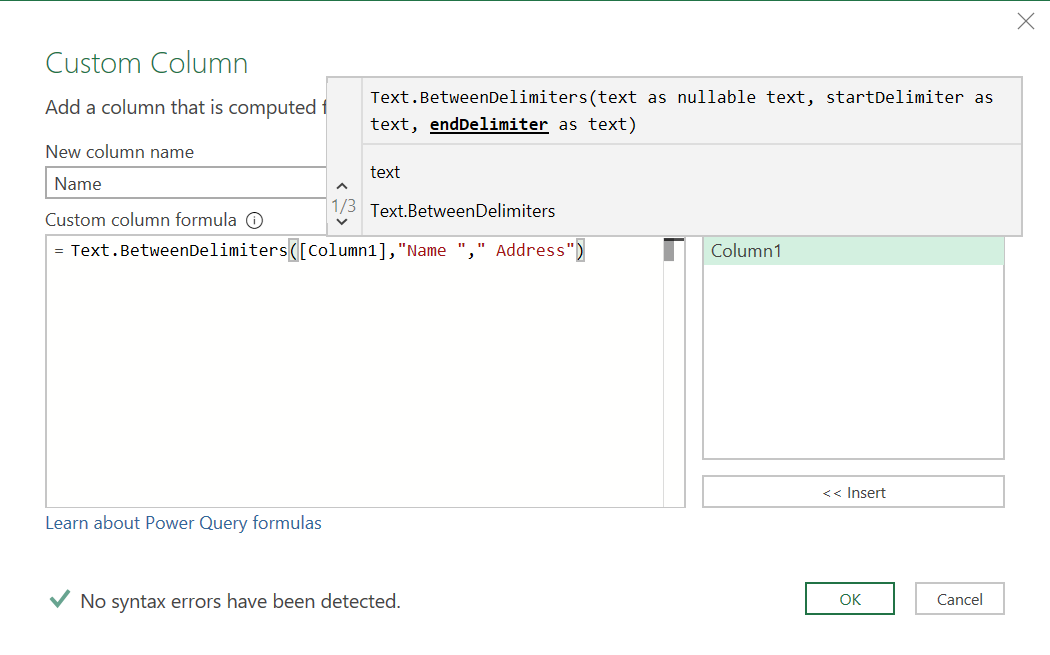 Custom Column
Add a column that is computed
Text.BetweenDelimiters(text as nullable text, startDelimiter as
text, endDelimiter as text)
New column name
text
Name
1/3
Text.BetweenDelimiters
Custom column formula
= Text.BetweenDelimiters([Column1],"Name "," Address")
Column1
<< Insert
Learn about Power Query formulas
No syntax errors have been detected.
OK
Cancel